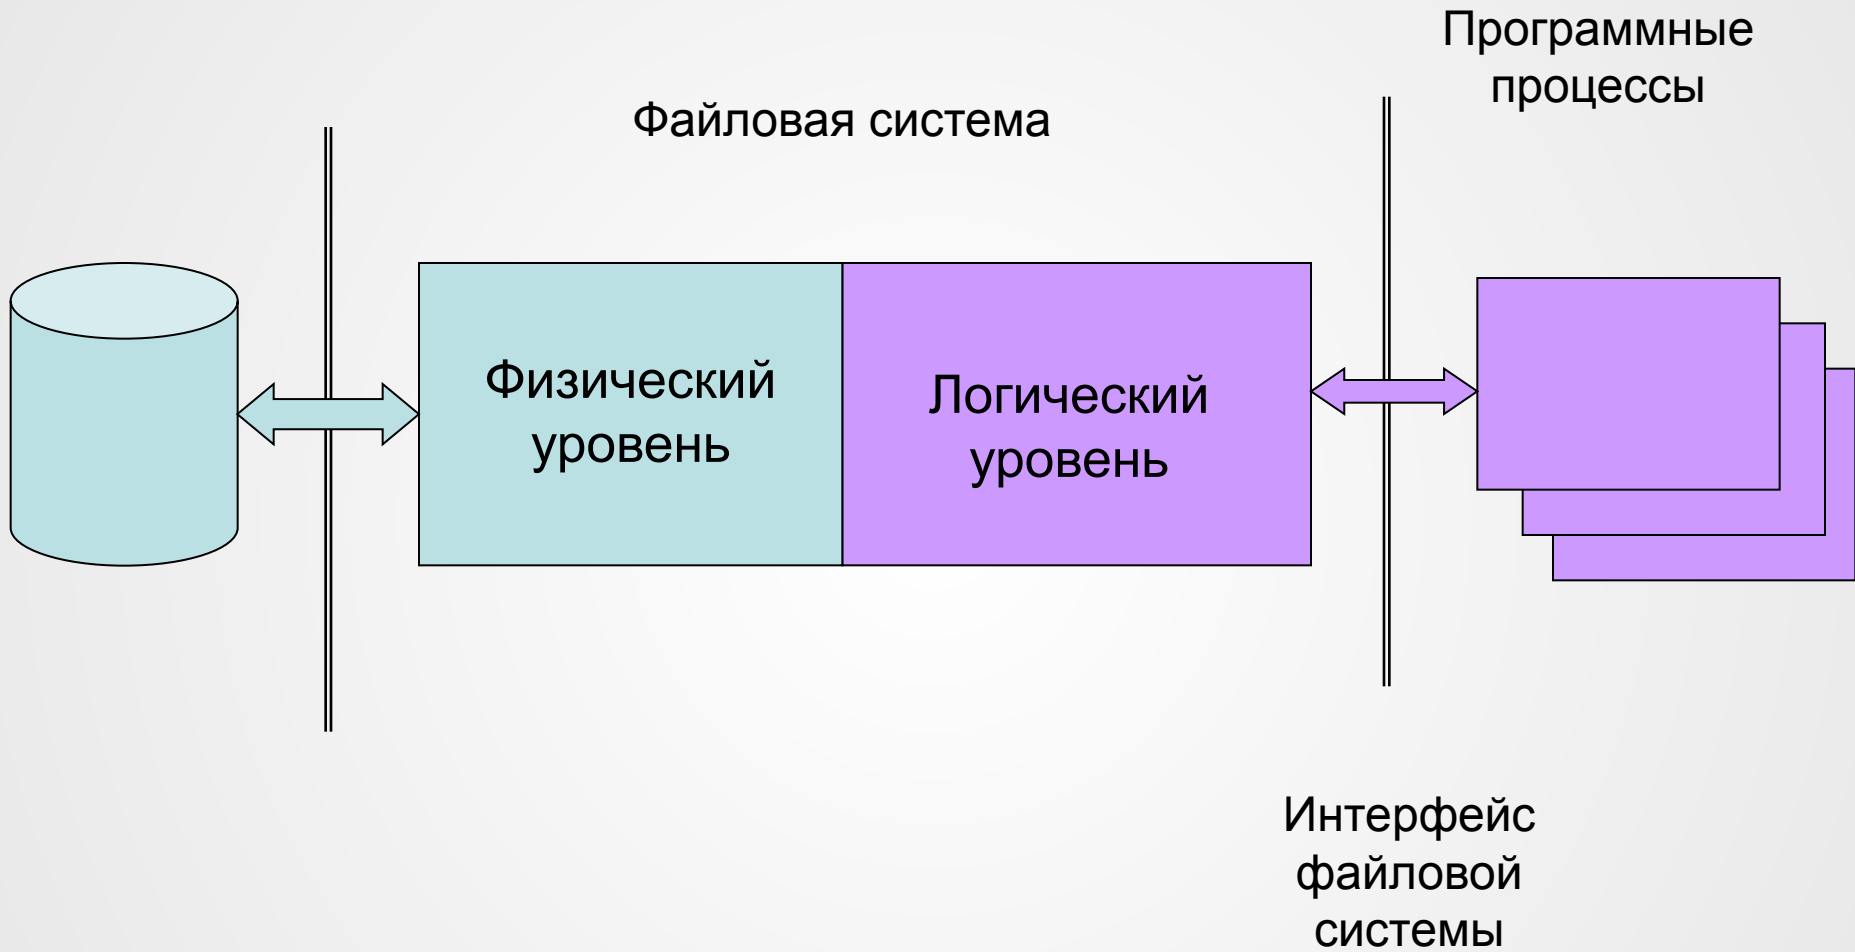 Программные
процессы
Файловая система
Физический
уровень
Логический
уровень
Интерфейс
файловой
системы